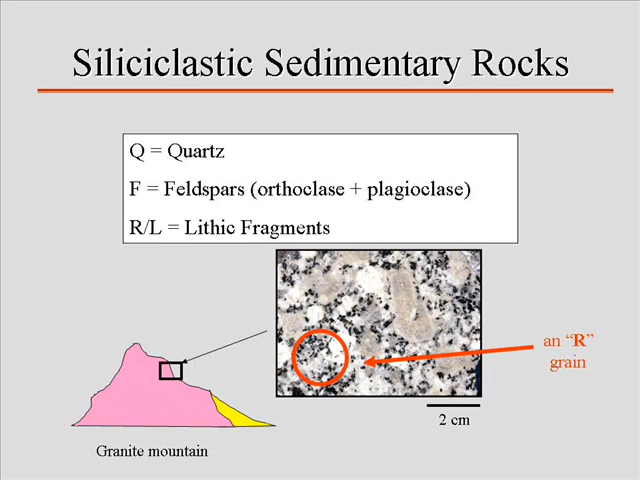 Siliciclastic Sedimentary Rocks
Q = Quartz
F = Feldspars (orthoclase + plagioclase)
R/L = Lithic Fragments
an “R”
grain
2 cm
Granite mountain